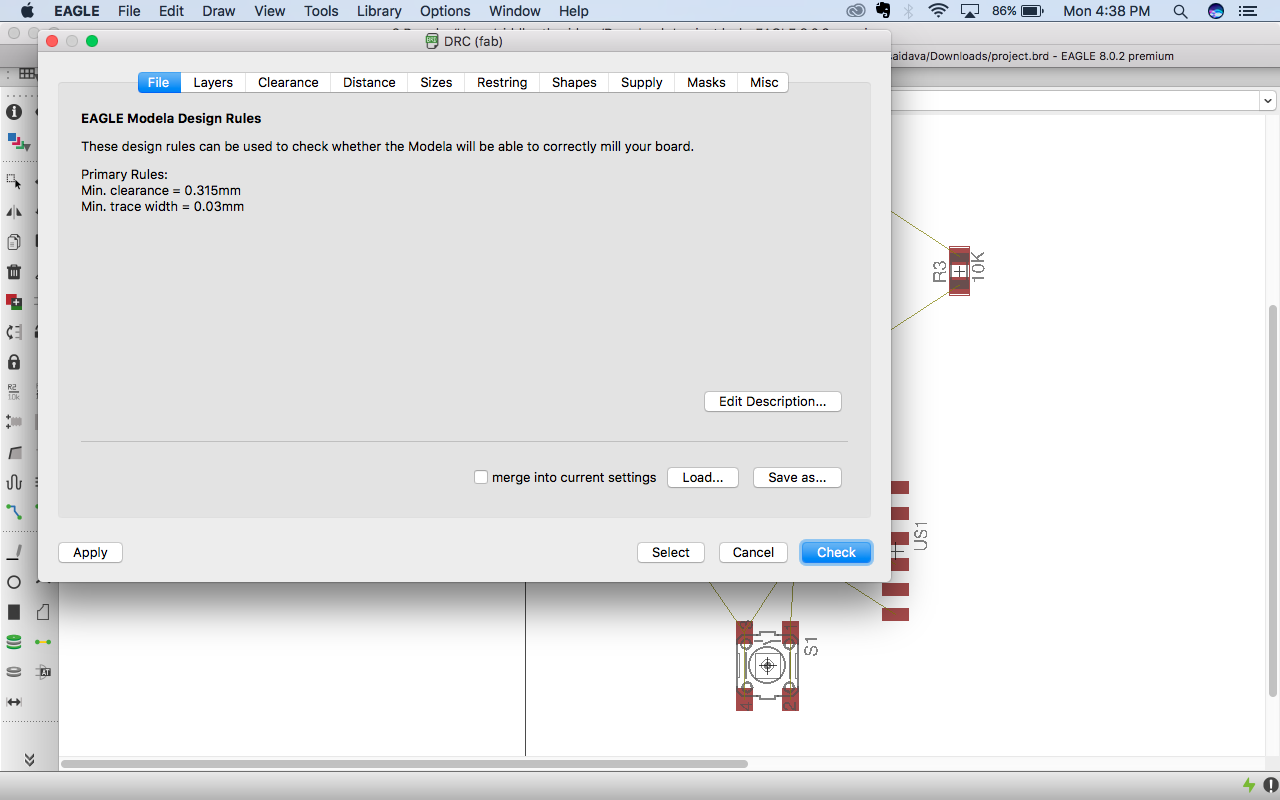 EAGLE File Edit Draw View Tools Library Options Window Help 86% Mon 4:38 PM
DRC (fab)
saidava/Downloads/project.brd - EAGLE 8.0.2 premium
File Layers Clearance Distance Sizes Restring Shapes Supply Masks Misc
EAGLE Modela Design Rules
These design rules can be used to check whether the Modela will be able to correctly mill your board.
Primary Rules:
Min. clearance = 0.315mm
Min. trace width = 0.03mm
R3
10K
Edit Description...
merge into current settings Load... Save as...
US1
Apply Select Cancel Check
S1